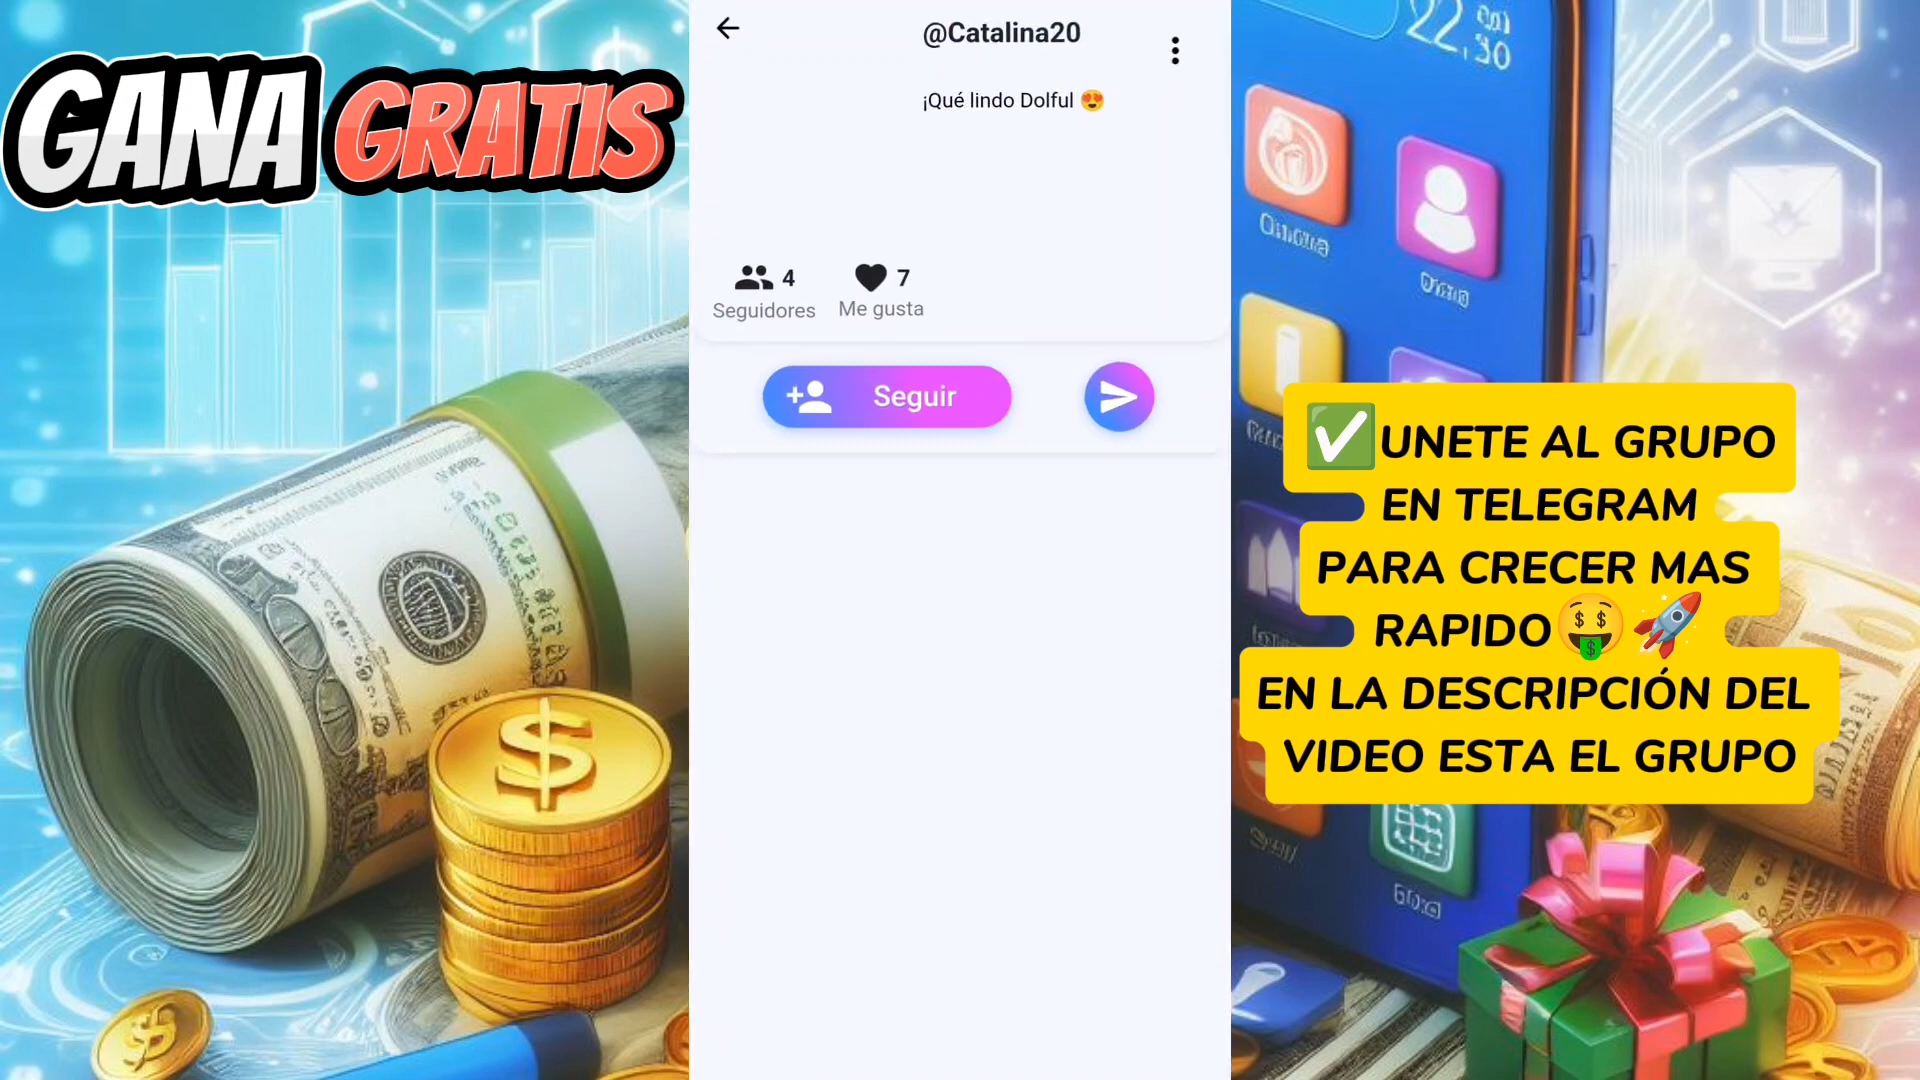 GANA GRATIS
@Catalina20
¡Qué lindo Dolful 😍
4
Seguidores
7
Me gusta
Seguir
✅UNETE AL GRUPO
EN TELEGRAM
PARA CRECER MAS
RAPIDO🤑🚀
EN LA DESCRIPCIÓN DEL
VIDEO ESTA EL GRUPO